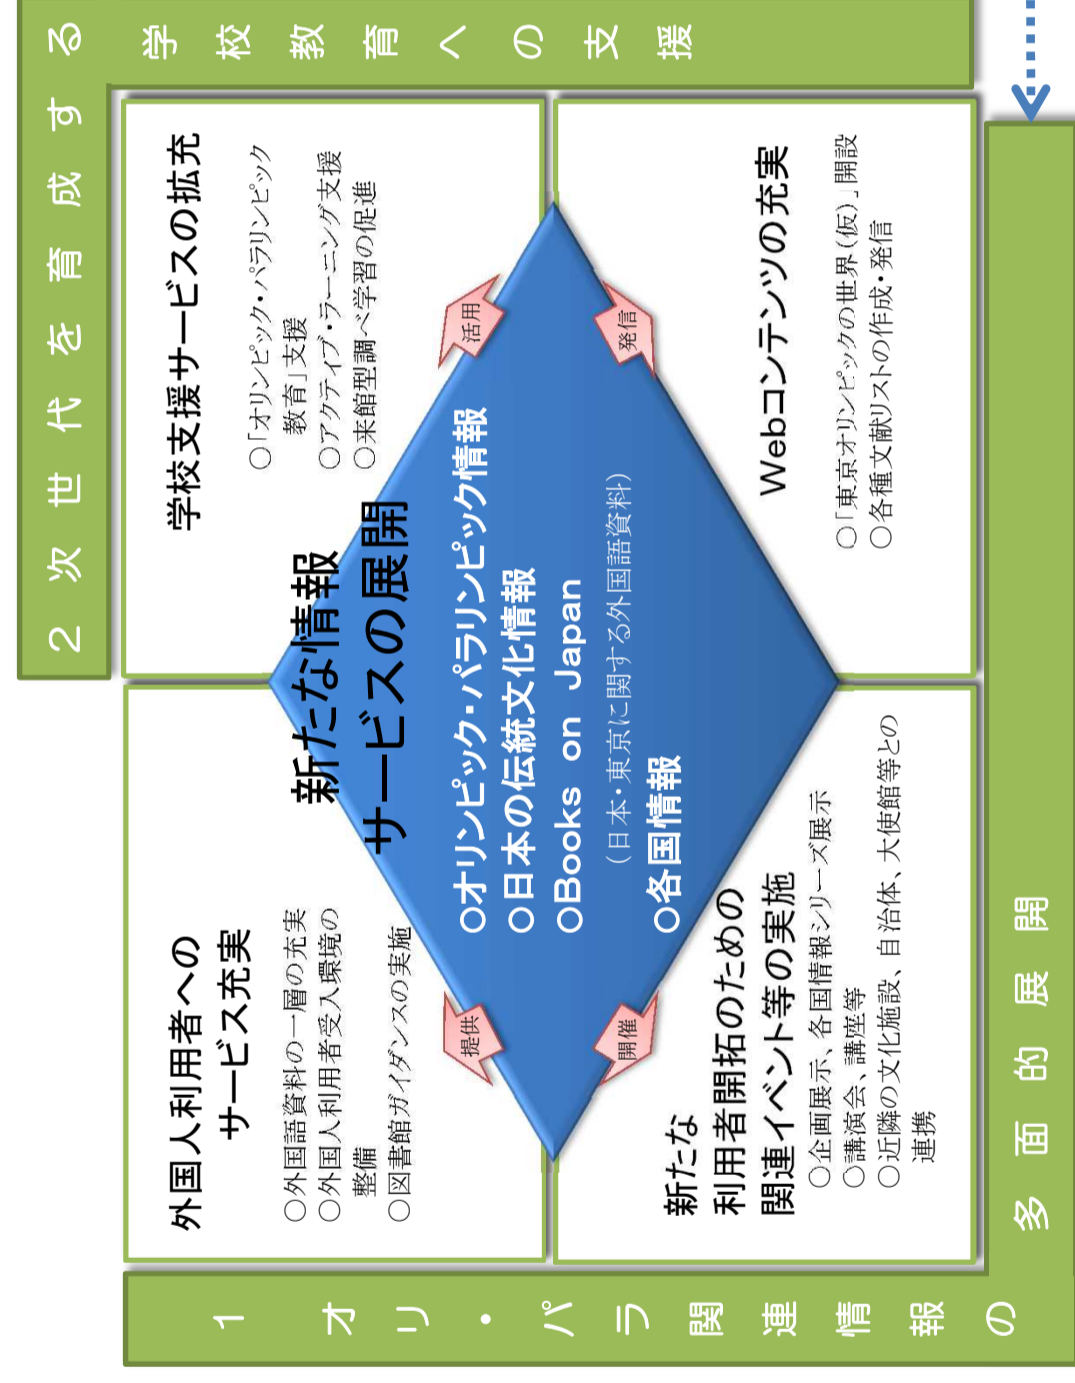 1 オリ・パラ関連情報の
多面的展開
2 次世代を育成する
学校教育への支援
外国人利用者への
サービス充実
○外国語資料の一層の充実
○外国人利用者受入環境の
整備
○図書館ガイダンスの実施
学校支援サービスの拡充
○「オリンピック・パラリンピック
教育」支援
○アクティブ・ラーニング支援
○来館型調べ学習の促進
新たな情報
サービスの展開
提供
活用
○オリンピック・パラリンピック情報
○日本の伝統文化情報
○Books on Japan
（日本・東京に関する外国語資料）
○各国情報
開催
発信
新たな
利用者開拓のための
関連イベント等の実施
○企画展示、各国情報シリーズ展示
○講演会、講座等
○近隣の文化施設、自治体、大使館等との
連携
Webコンテンツの充実
○「東京オリンピックの世界（仮）」開設
○各種文献リストの作成・発信